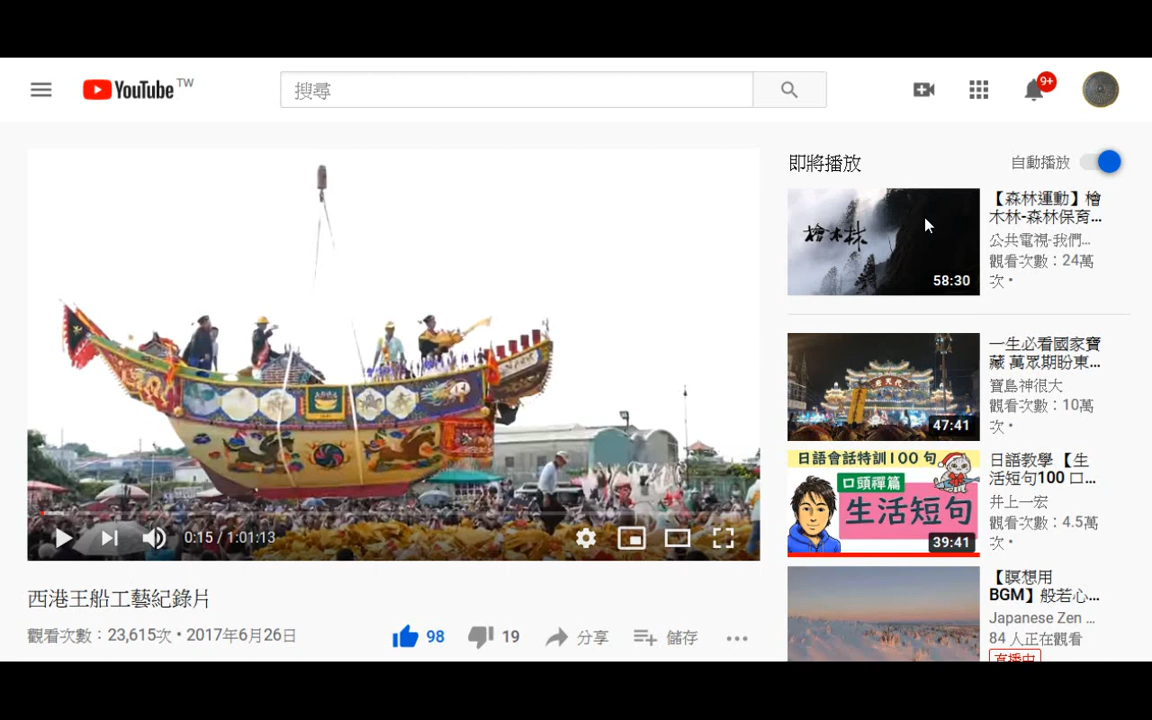 YouTube TW
搜尋
9+
0:15 / 1:01:13
西港王船工藝紀錄片
觀看次數：23,615次 • 2017年6月26日
98
19
分享
儲存
即將播放
自動播放
檜木林
58:30
【森林運動】檜
木林-森林保育...
公共電視-我們...
觀看次數：24萬
次 •
代天府
47:41
一生必看國家寶
藏 萬眾期盼東...
寶島神很大
觀看次數：10萬
次 •
日語會話特訓100句
口頭禪篇
生活短句
39:41
日語教學【生
活短句100 口...
井上一宏
觀看次數：4.5萬
次 •
【瞑想用
BGM】般若心...
Japanese Zen ...
84 人正在觀看
直播中